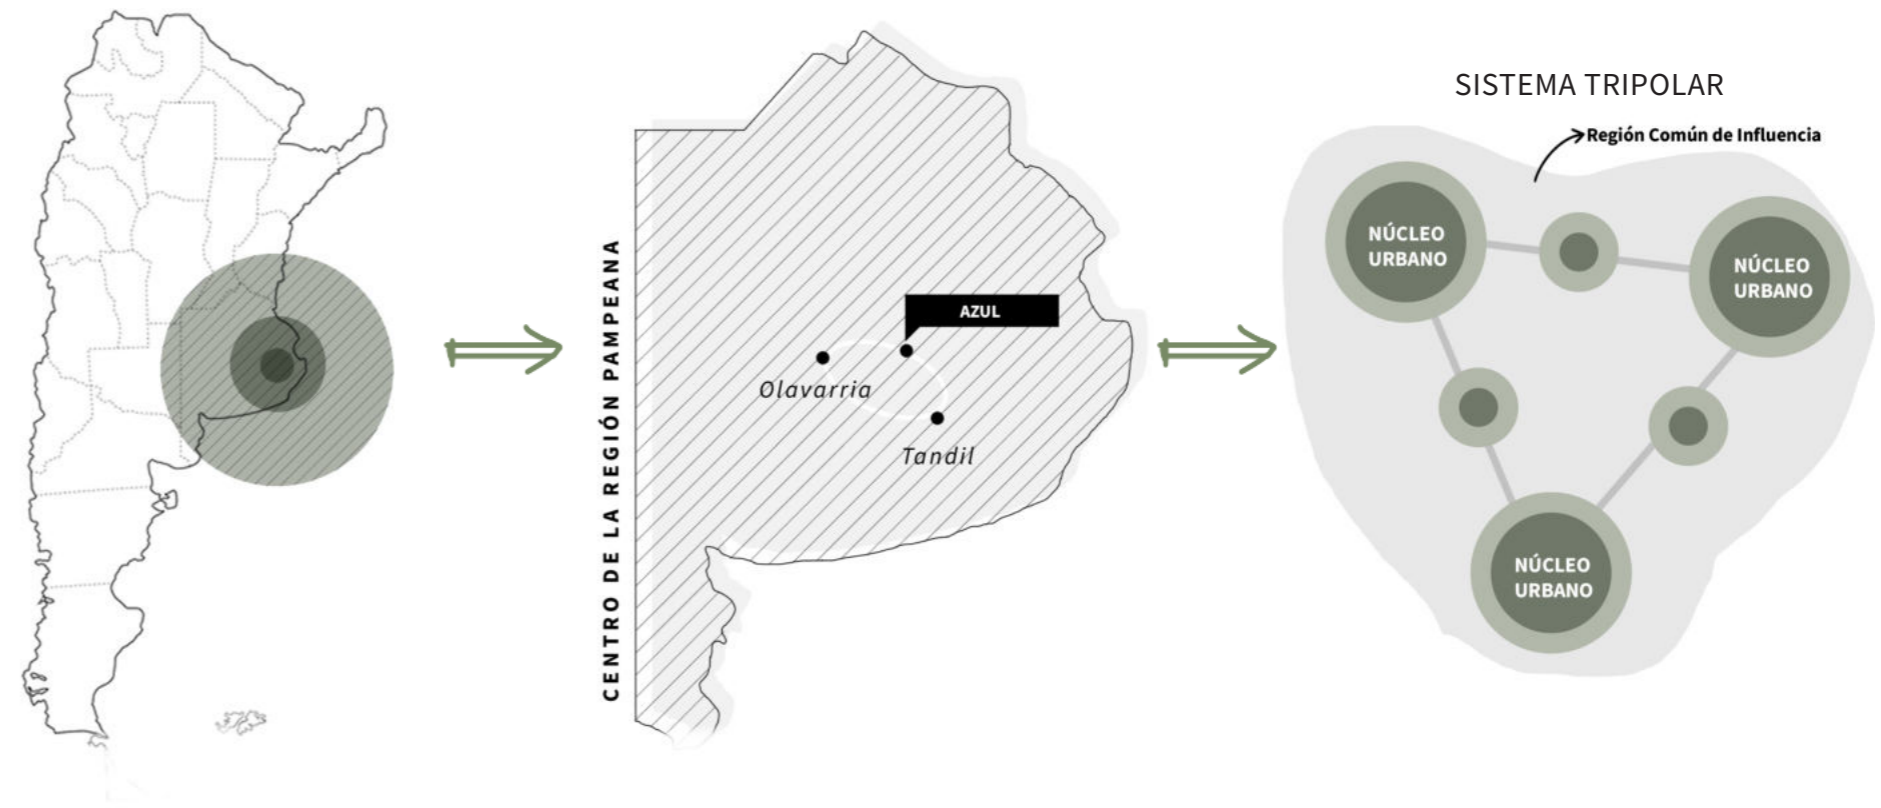 CENTRO DE LA REGIÓN PAMPEANA
AZUL
Olavarria
Tandil
SISTEMA TRIPOLAR
Región Común de Influencia
NÚCLEO
URBANO
NÚCLEO
URBANO
NÚCLEO
URBANO